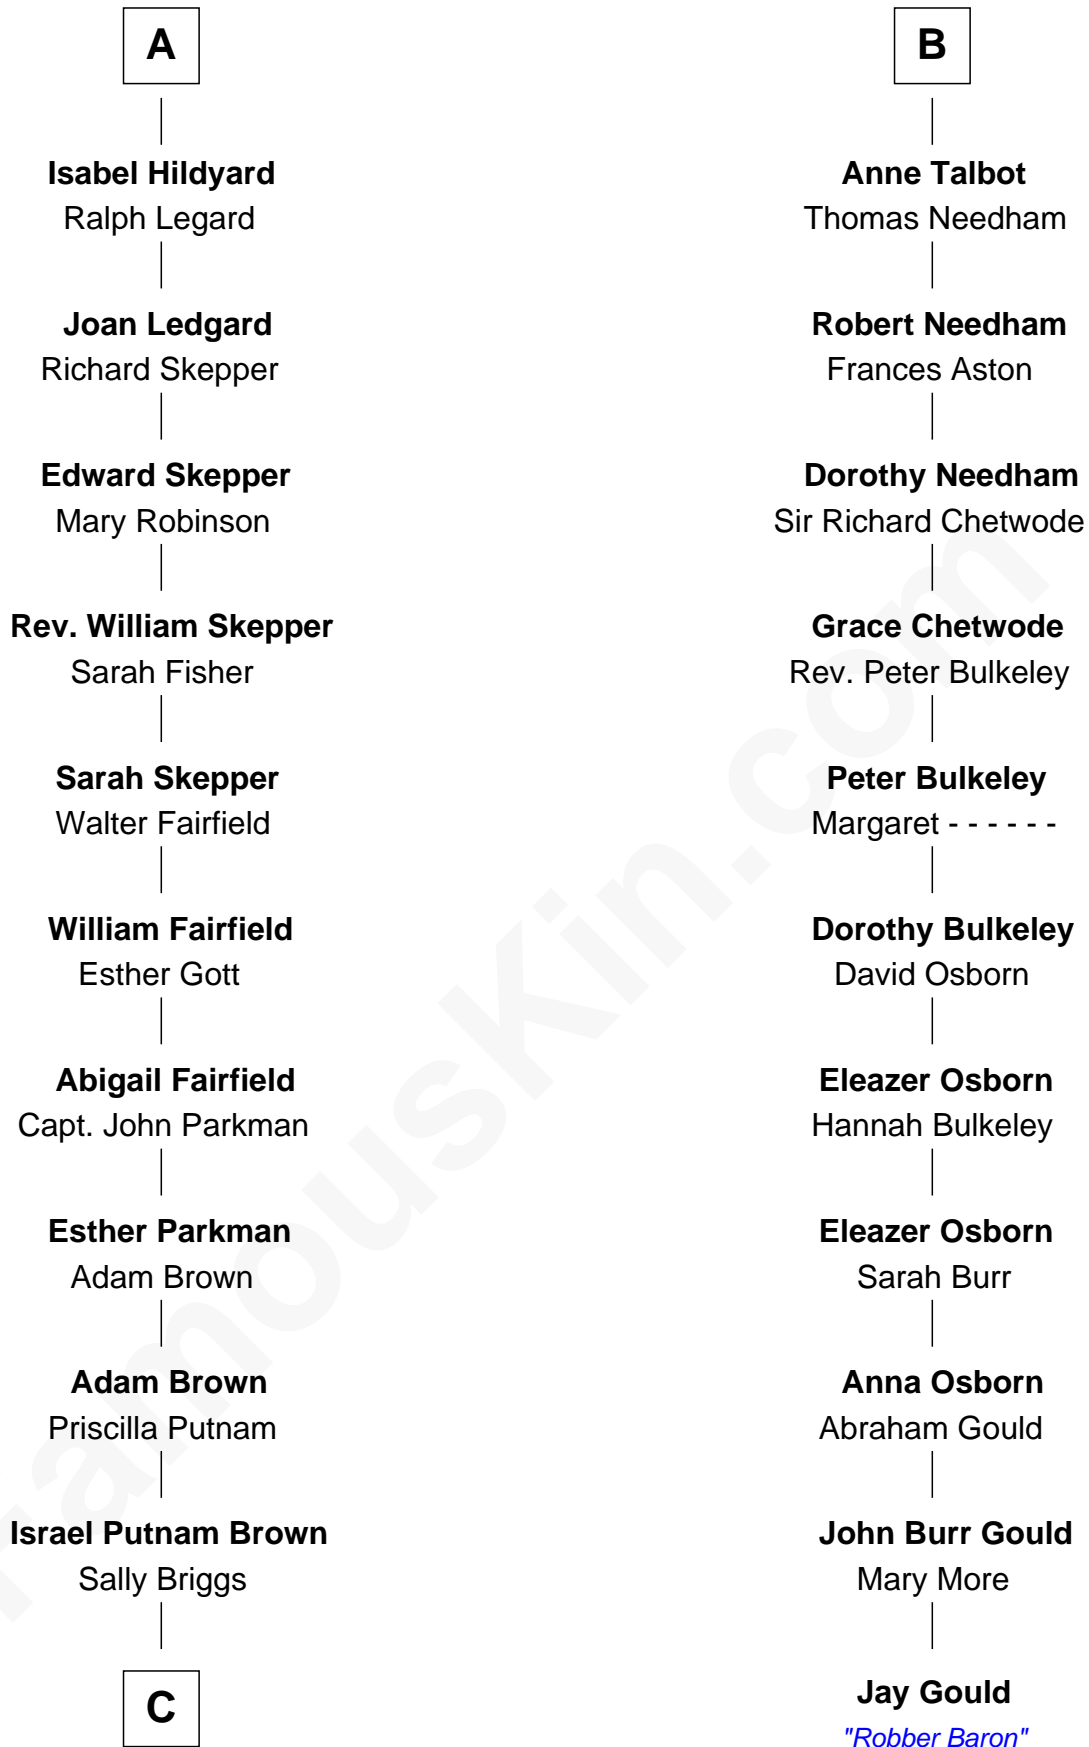 A
Isabel Hildyard
Ralph Legard
Joan Ledgard
Richard Skepper
Edward Skepper
Mary Robinson
Rev. William Skepper
Sarah Fisher
Sarah Skepper
Walter Fairfield
William Fairfield
Esther Gott
Abigail Fairfield
Capt. John Parkman
Esther Parkman
Adam Brown
Adam Brown
Priscilla Putnam
Israel Putnam Brown
Sally Briggs
C
B
Anne Talbot
Thomas Needham
Robert Needham
Frances Aston
Dorothy Needham
Sir Richard Chetwode
Grace Chetwode
Rev. Peter Bulkeley
Peter Bulkeley
Margaret - - - - - -
Dorothy Bulkeley
David Osborn
Eleazer Osborn
Hannah Bulkeley
Eleazer Osborn
Sarah Burr
Anna Osborn
Abraham Gould
John Burr Gould
Mary More
Jay Gould
"Robber Baron"
FamousKin.com